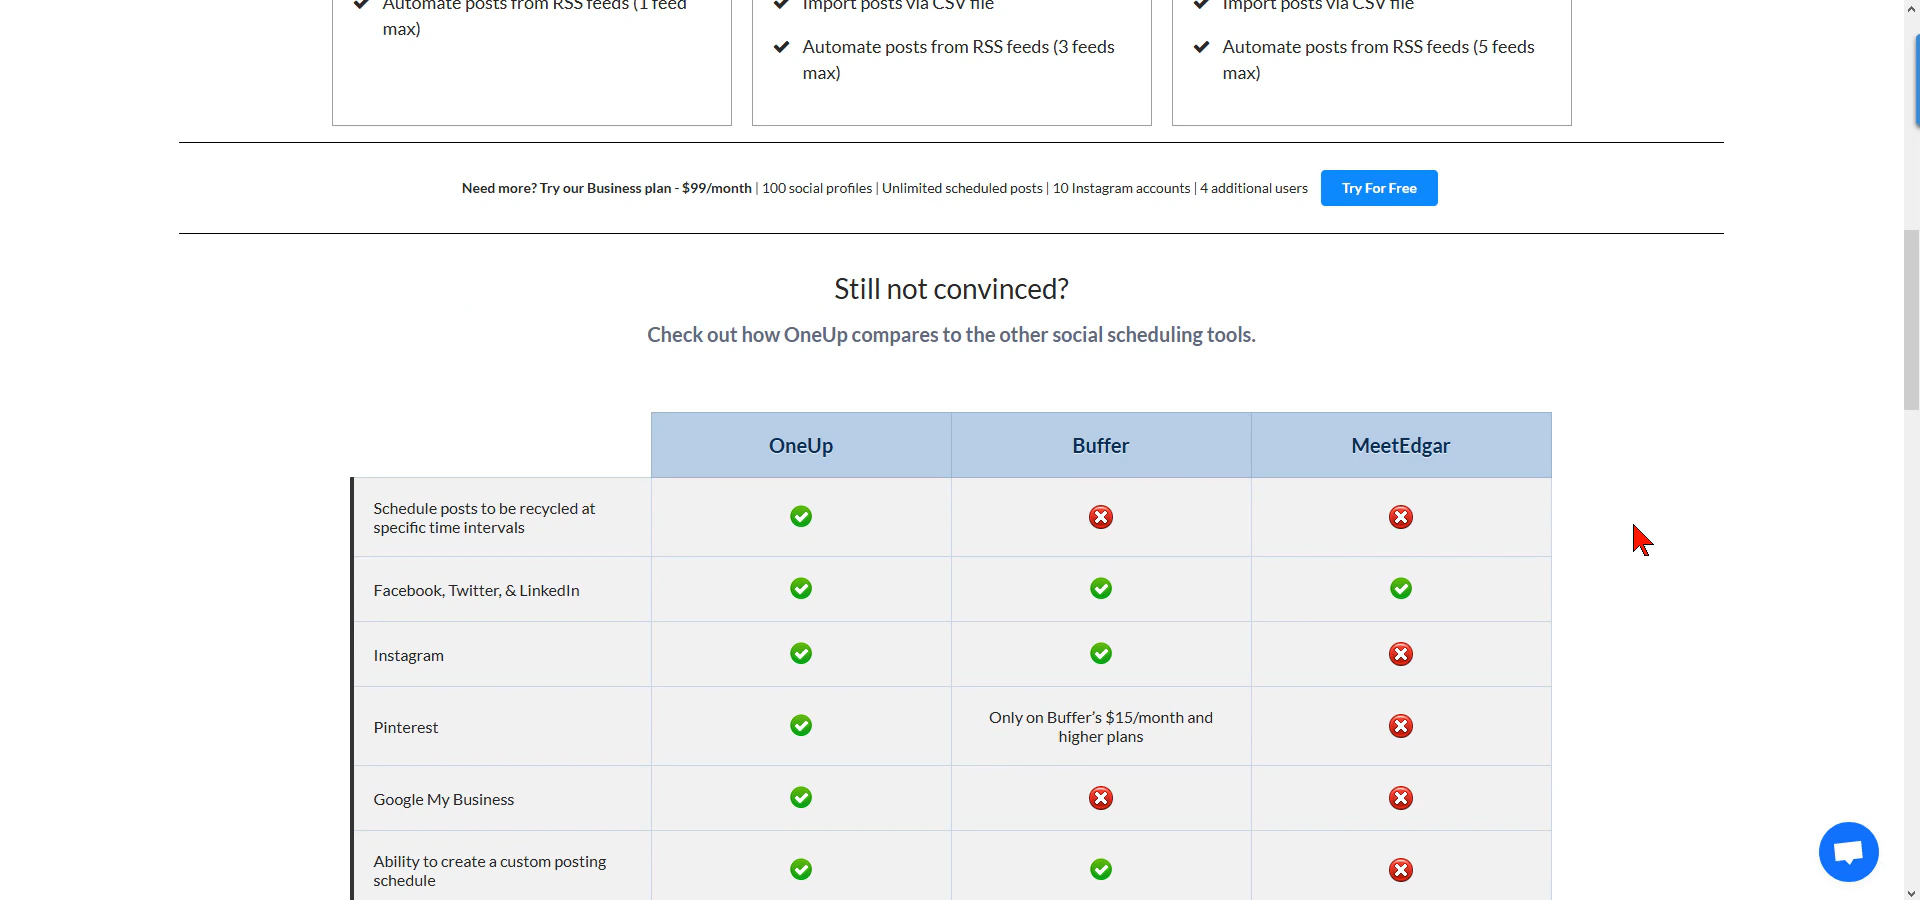 Automate posts from RSS feeds (1 feed
max)
Import posts via CSV file
Automate posts from RSS feeds (3 feeds
max)
Import posts via CSV file
Automate posts from RSS feeds (5 feeds
max)
Need more? Try our Business plan - $99/month | 100 social profiles | Unlimited scheduled posts | 10 Instagram accounts | 4 additional users
Try For Free
Still not convinced?
Check out how OneUp compares to the other social scheduling tools.
OneUp
Buffer
MeetEdgar
Schedule posts to be recycled at
specific time intervals
Facebook, Twitter, & LinkedIn
Instagram
Pinterest
Only on Buffer’s $15/month and
higher plans
Google My Business
Ability to create a custom posting
schedule